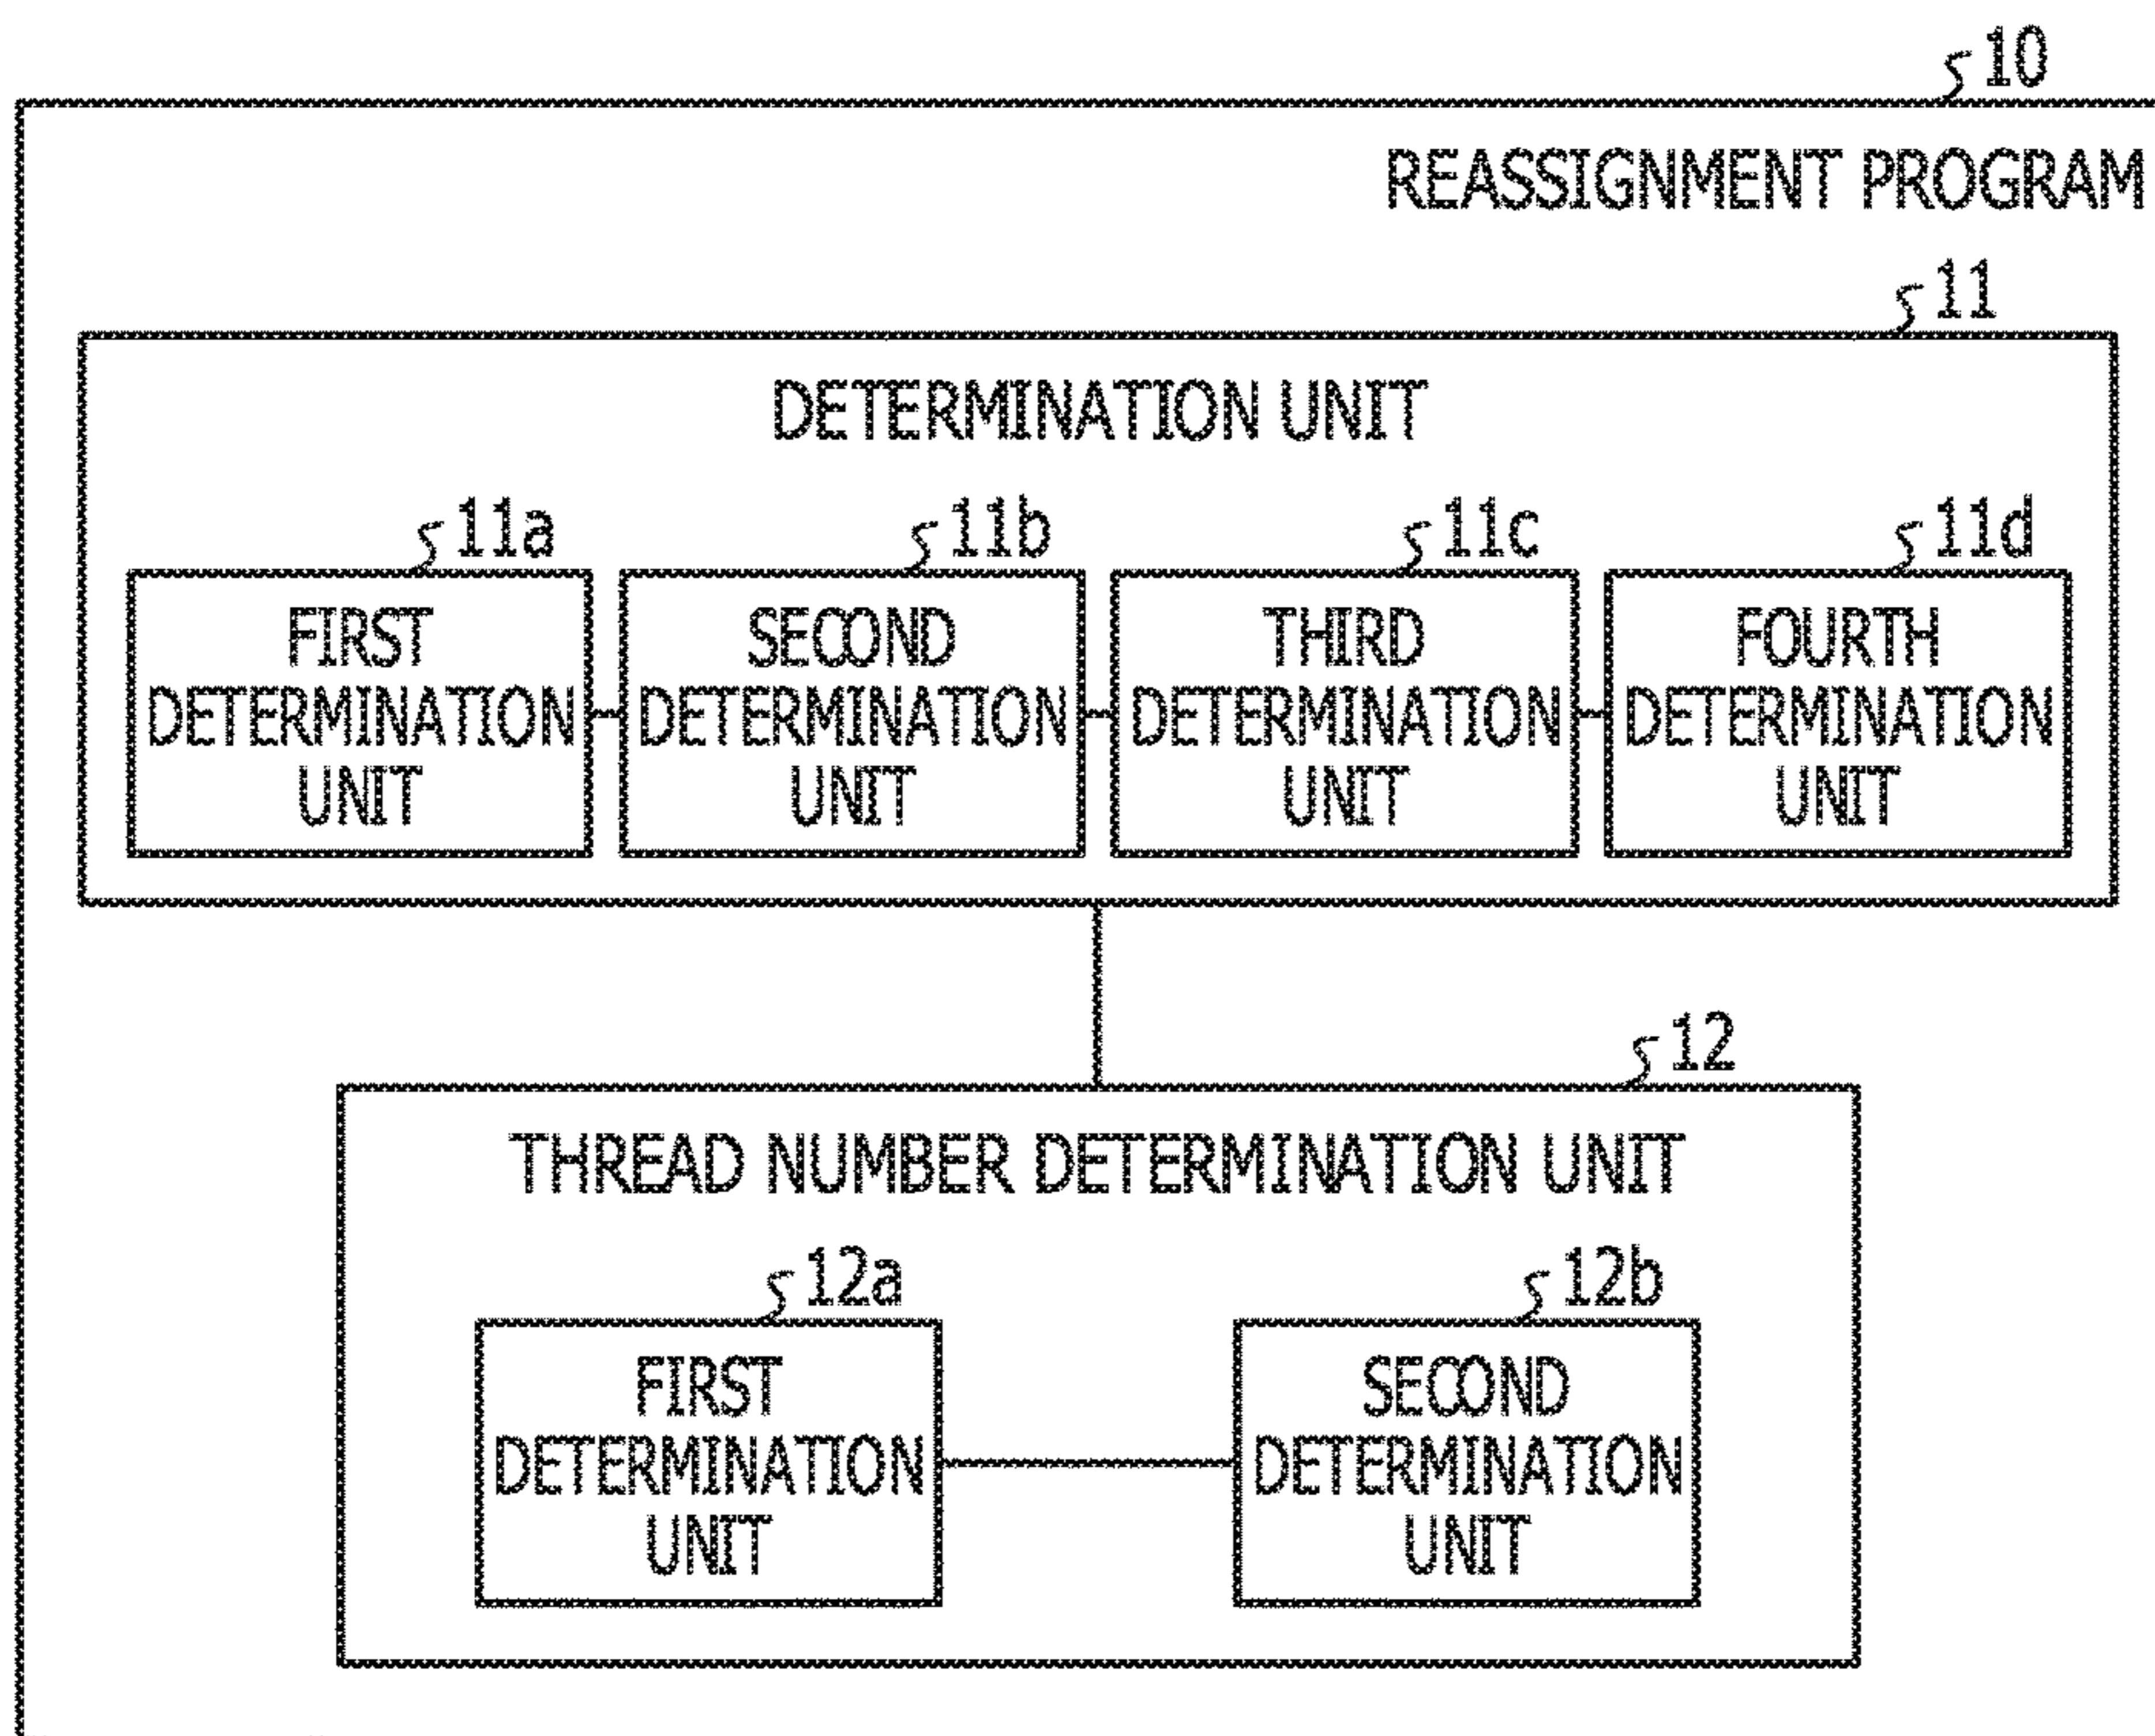 10
REASSIGNMENT PROGRAM
11
DETERMINATION UNIT
11a
11b
11c
11d
FIRST
DETERMINATION
UNIT
SECOND
DETERMINATION
UNIT
THIRD
DETERMINATION
UNIT
FOURTH
DETERMINATION
UNIT
12
THREAD NUMBER DETERMINATION UNIT
12a
12b
FIRST
DETERMINATION
UNIT
SECOND
DETERMINATION
UNIT